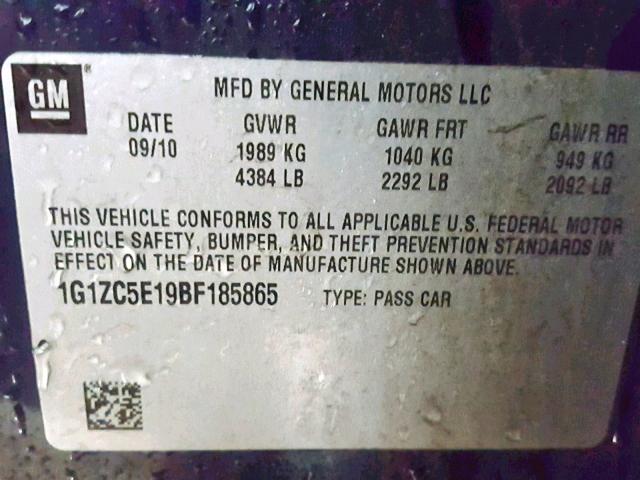 GM®
MFD BY GENERAL MOTORS LLC
DATE GVWR GAWR FRT GAWR RR
09/10 1989 KG 1040 KG 949 KG
4384 LB 2292 LB 2092 LB
THIS VEHICLE CONFORMS TO ALL APPLICABLE U.S. FEDERAL MOTOR
VEHICLE SAFETY, BUMPER, AND THEFT PREVENTION STANDARDS IN
EFFECT ON THE DATE OF MANUFACTURE SHOWN ABOVE.
1G1ZC5E19BF185865 TYPE: PASS CAR